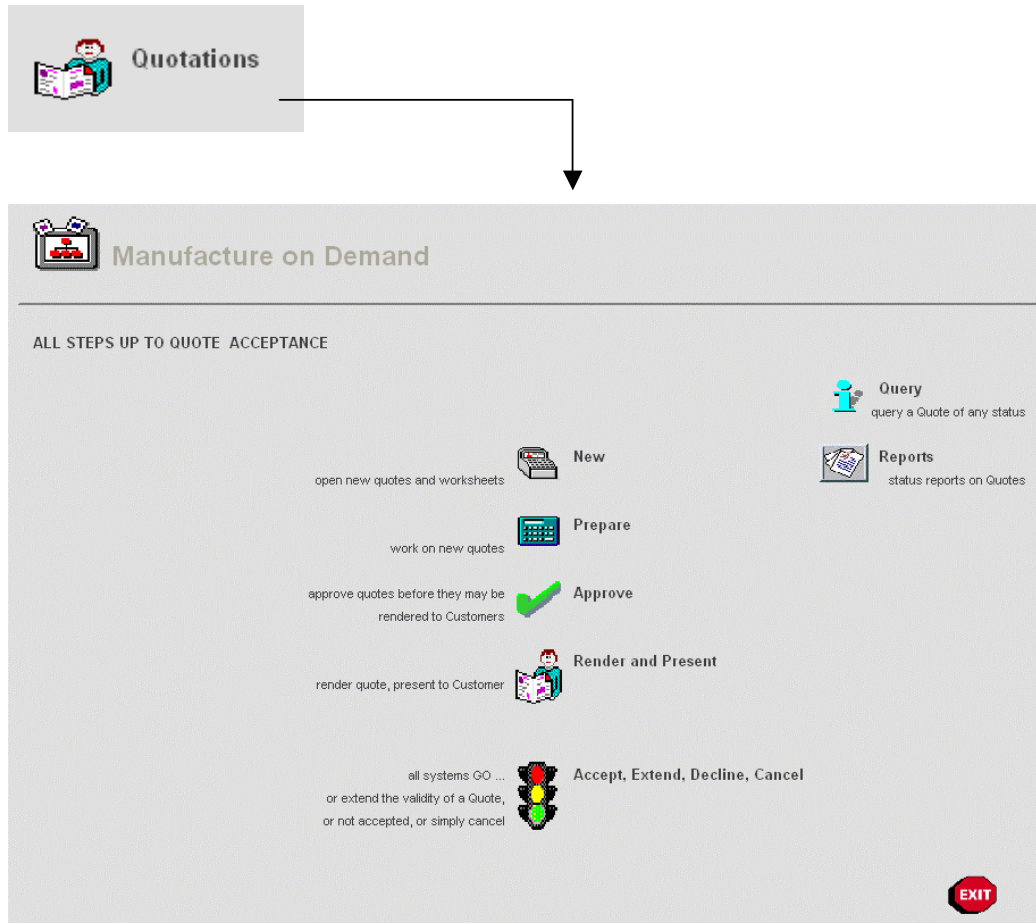 Quotations
Manufacture on Demand
ALL STEPS UP TO QUOTE ACCEPTANCE
Query
query a Quote of any status
New
open new quotes and worksheets
Reports
status reports on Quotes
Prepare
work on new quotes
Approve
approve quotes before they may be
rendered to Customers
Render and Present
render quote, present to Customer
Accept, Extend, Decline, Cancel
all systems GO ...
or extend the validity of a Quote,
or not accepted, or simply cancel
EXIT